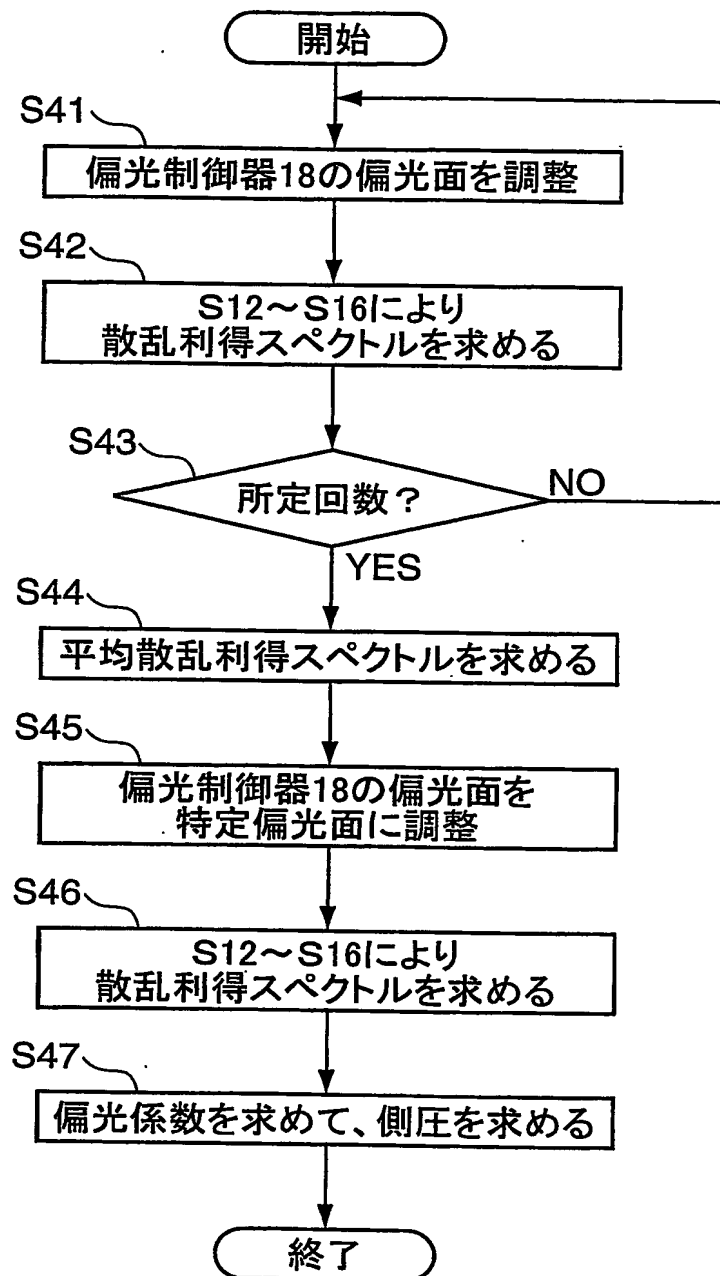 開始
S41
偏光制御器18の偏光面を調整
S42
S12～S16により
散乱利得スペクトルを求める
S43
所定回数？
NO
YES
S44
平均散乱利得スペクトルを求める
S45
偏光制御器18の偏光面を
特定偏光面に調整
S46
S12～S16により
散乱利得スペクトルを求める
S47
偏光係数を求めて、側圧を求める
終了